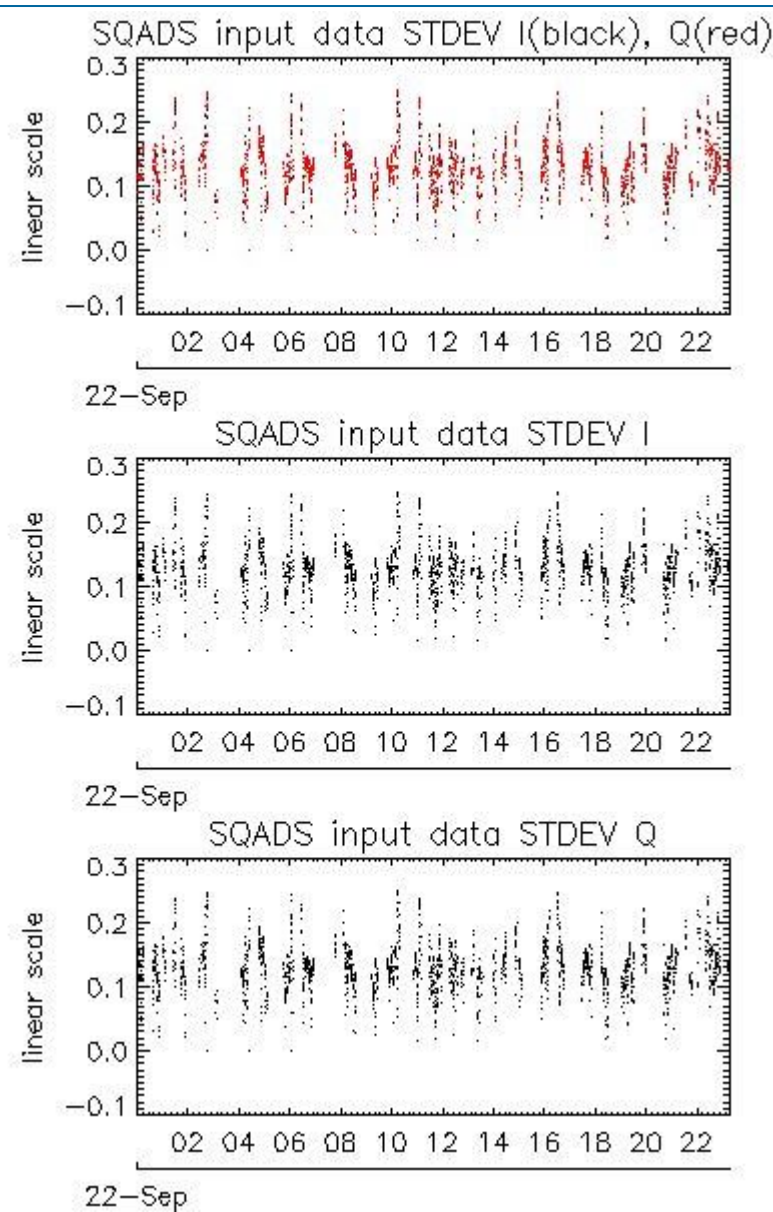 SQADS input data STDEV I(black), Q(red)
0.3
0.2
0.1
0.0
−0.1
linear scale
02 04 06 08 10 12 14 16 18 20 22
22−Sep
SQADS input data STDEV I
0.3
0.2
0.1
0.0
−0.1
linear scale
02 04 06 08 10 12 14 16 18 20 22
22−Sep
SQADS input data STDEV Q
0.3
0.2
0.1
0.0
−0.1
linear scale
02 04 06 08 10 12 14 16 18 20 22
22−Sep